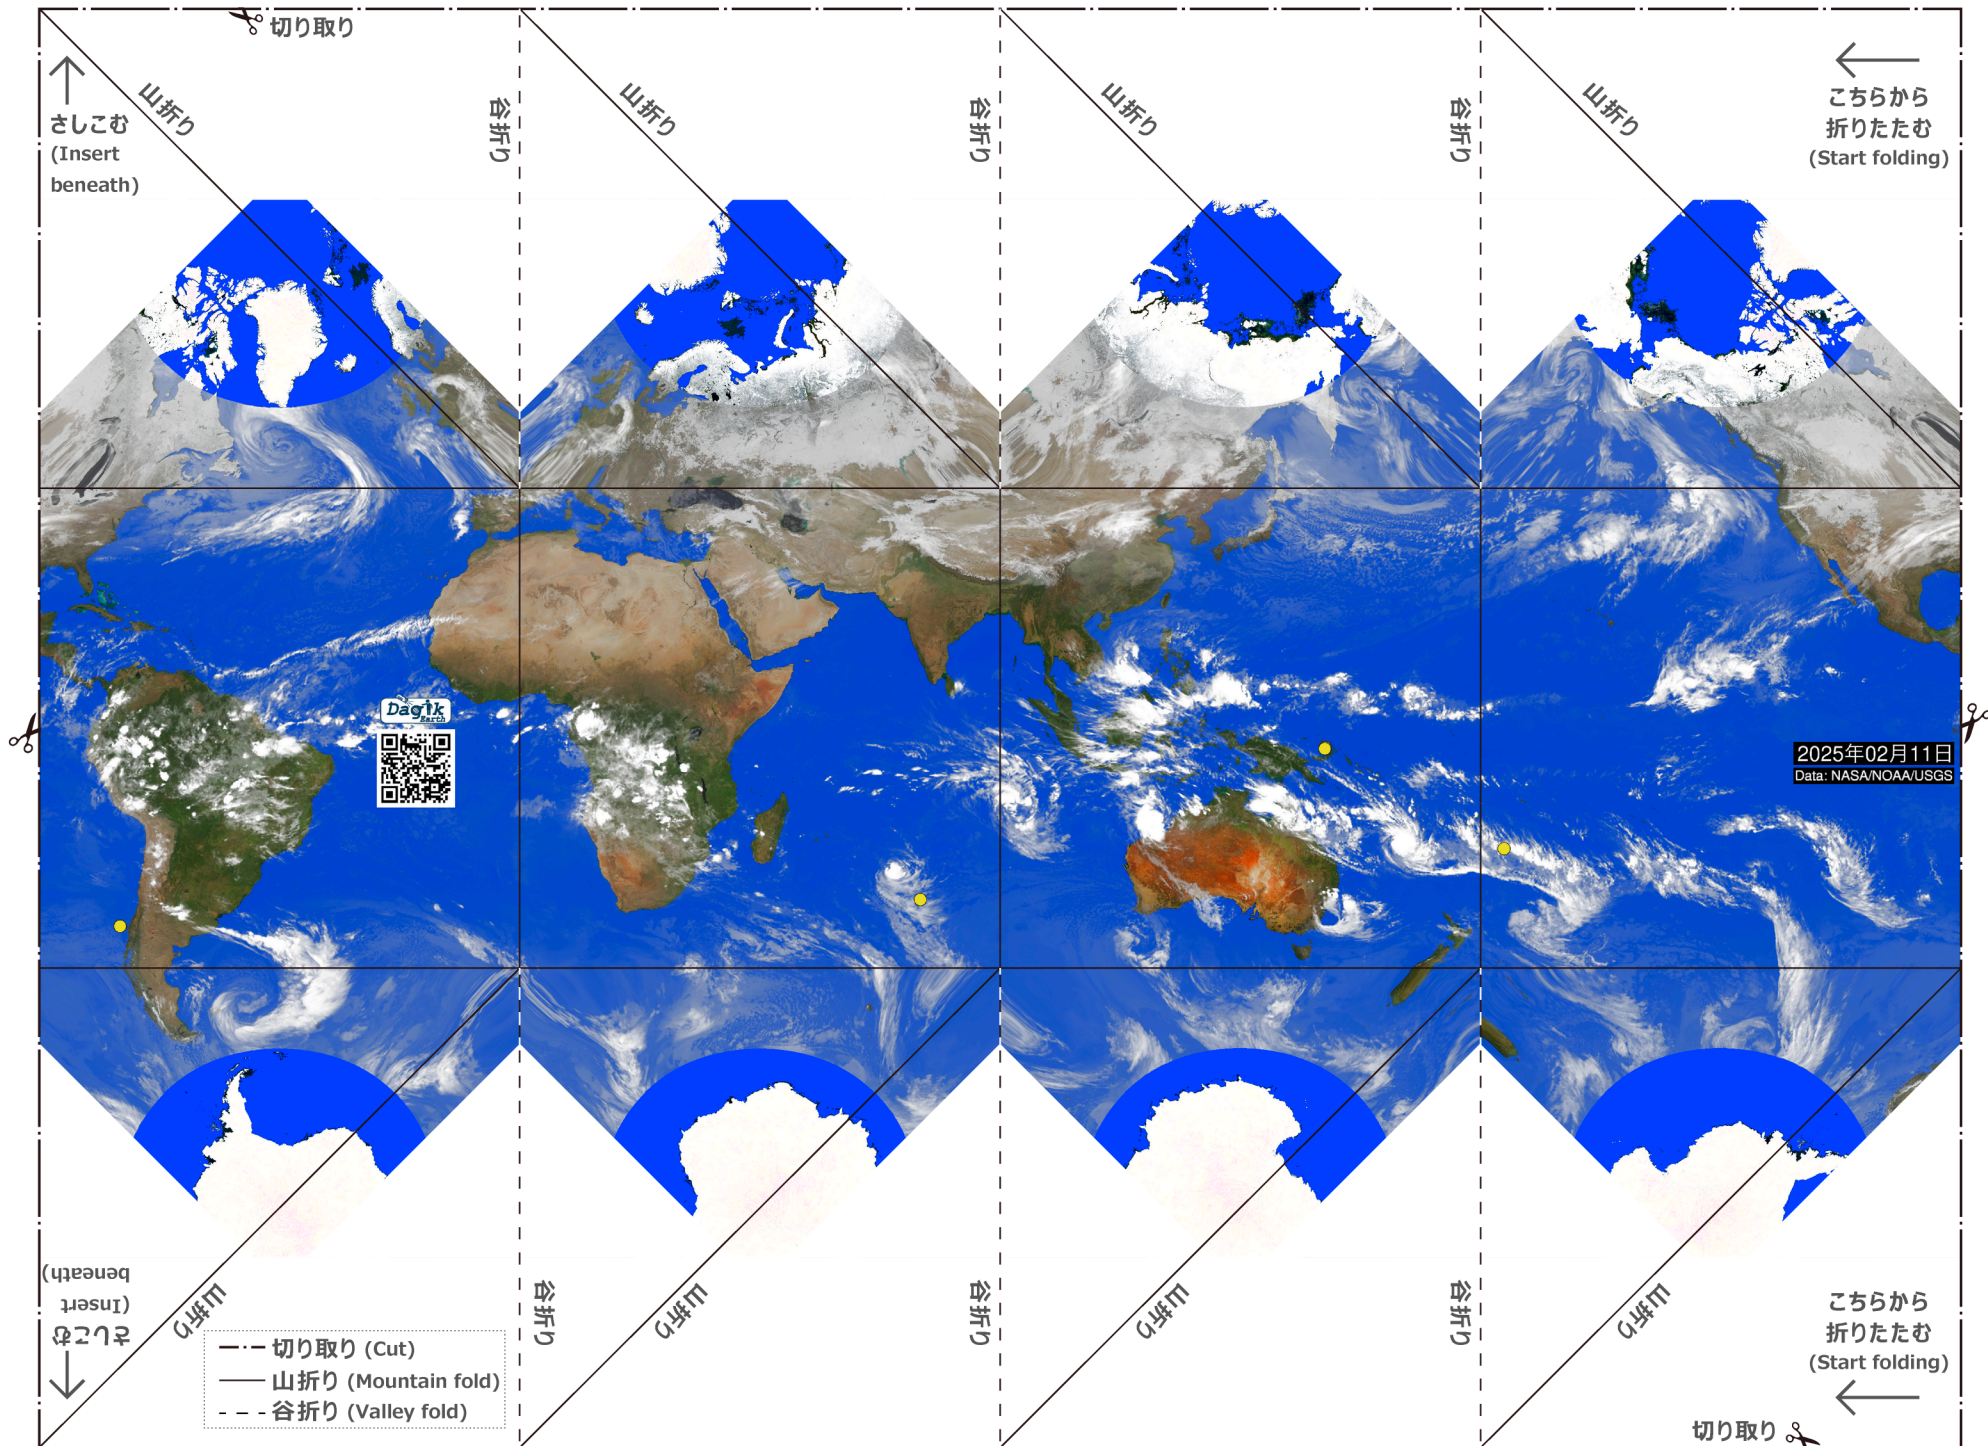 切り取り
さしこむ
(Insert
beneath)
山折り
谷折り
山折り
谷折り
山折り
谷折り
山折り
こちらから
折りたたむ
(Start folding)
Dagik
Earth
2025年02月11日
Data: NASA/NOAA/USGS
さしこむ
(Insert
beneath)
山折り
谷折り
山折り
谷折り
山折り
谷折り
山折り
こちらから
折りたたむ
(Start folding)
切り取り (Cut)
山折り (Mountain fold)
谷折り (Valley fold)
切り取り